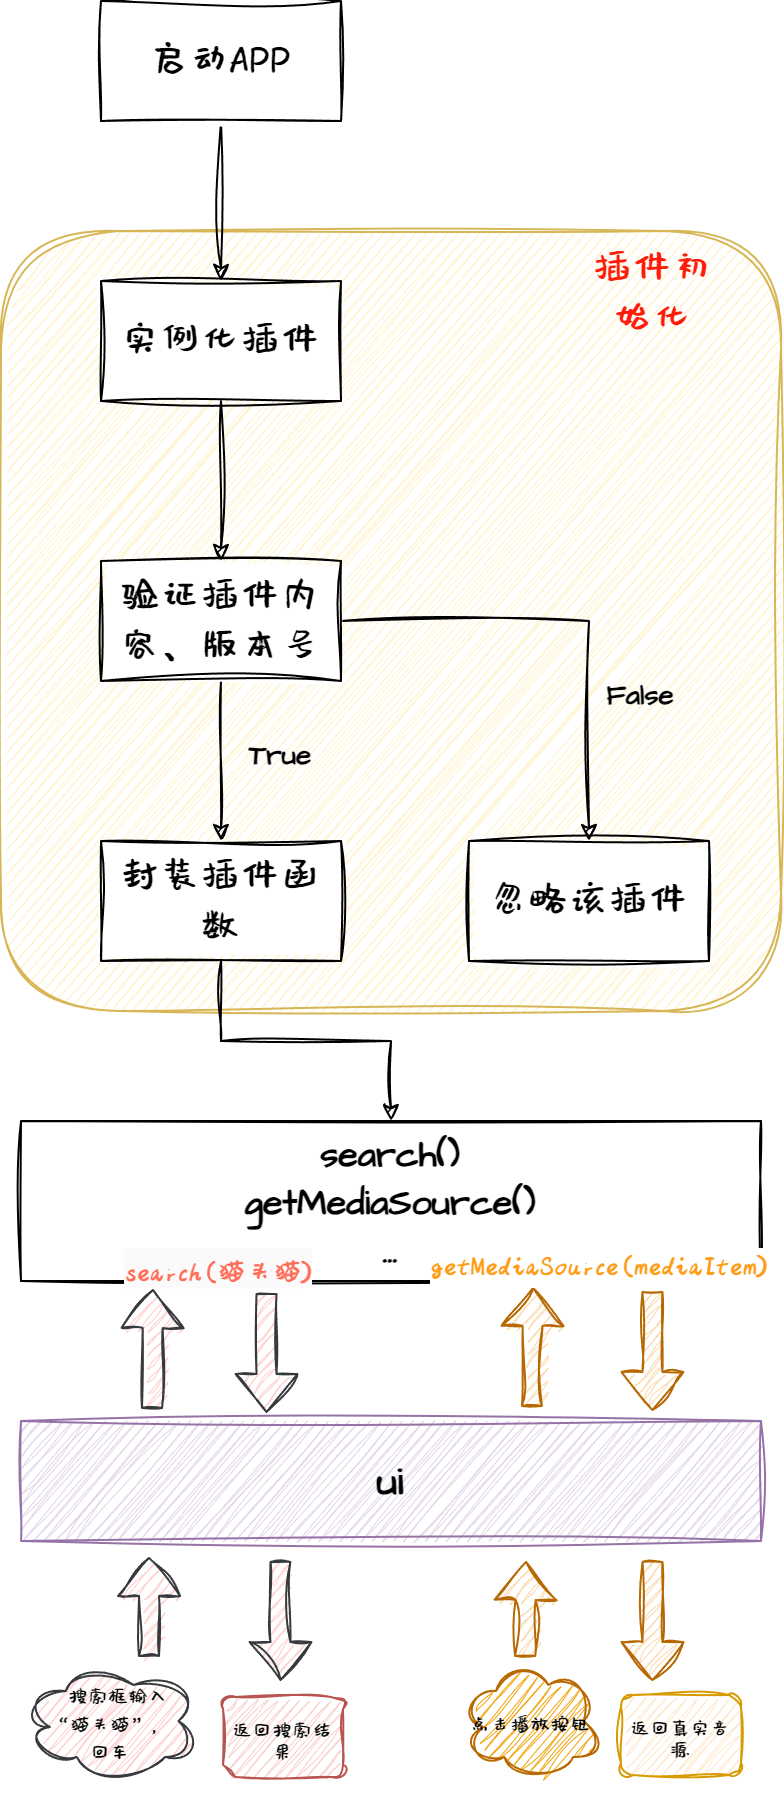 启动APP
插件初
始化
实例化插件
验证插件内
容、版本号
False
True
封装插件函
数
忽略该插件
search()
getMediaSource()
...
search(猫头猫)
getMediaSource(mediaItem)
ui
搜索框输入
“猫头猫”，
回车
返回搜索结
果
点击播放按钮
返回真实音
源.